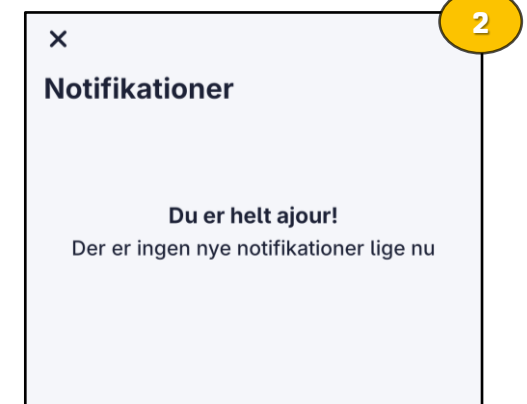 2
×
Notifikationer
Du er helt ajour!
Der er ingen nye notifikationer lige nu